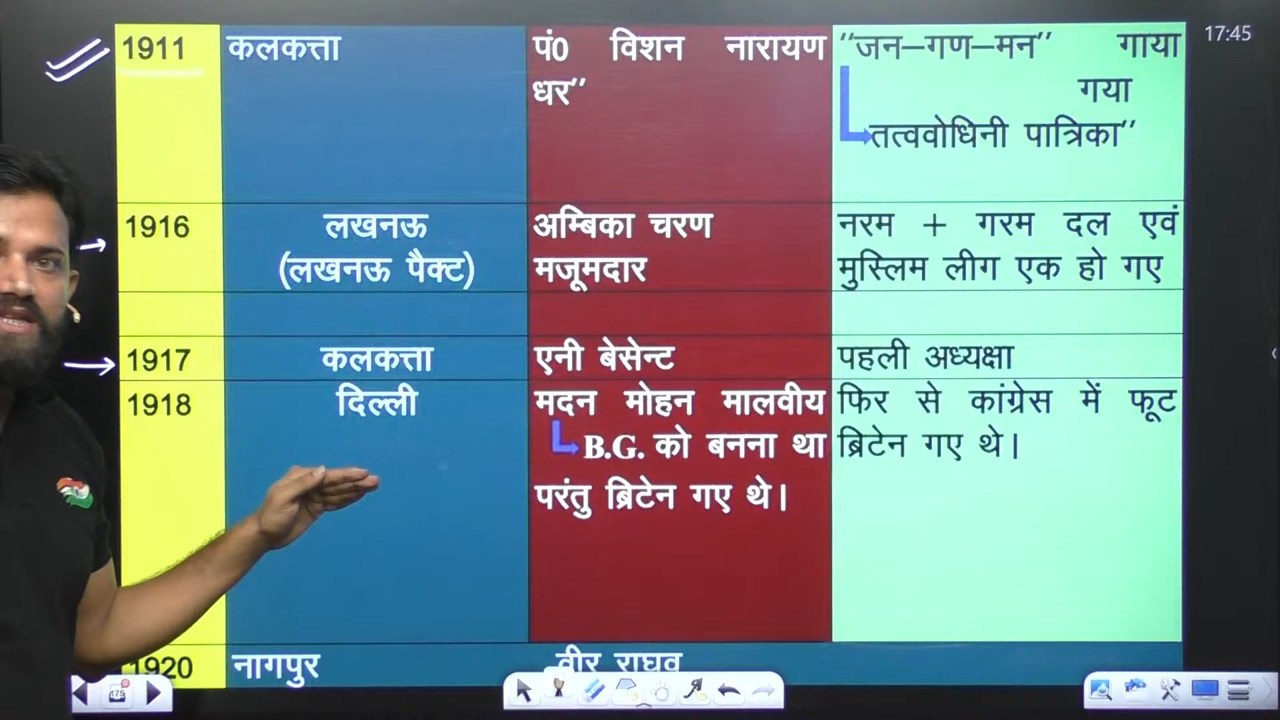 17:45
1911 कलकत्ता पं0 विशन नारायण "जन–गण–मन" गाया
धर" गया
तत्ववोधिनी पात्रिका"
1916 लखनऊ अम्बिका चरण नरम + गरम दल एवं
(लखनऊ पैक्ट) मजूमदार मुस्लिम लीग एक हो गए
1917 कलकत्ता एनी बेसेन्ट पहली अध्यक्षा
1918 दिल्ली मदन मोहन मालवीय फिर से कांग्रेस में फूट
B.G. को बनना था ब्रिटेन गए थे।
परंतु ब्रिटेन गए थे।
1920 नागपुर वीर राघव